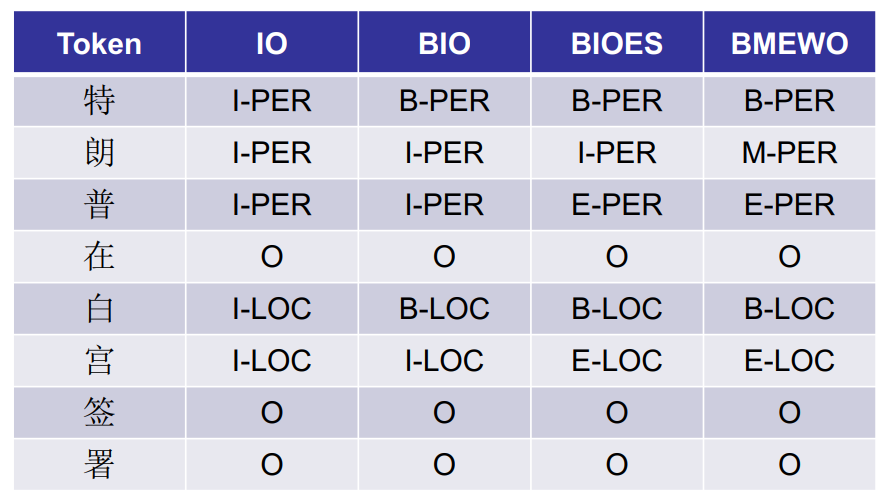 Token IO BIO BIOES BMEWO
特 I-PER B-PER B-PER B-PER
朗 I-PER I-PER I-PER M-PER
普 I-PER I-PER E-PER E-PER
在 O O O O
白 I-LOC B-LOC B-LOC B-LOC
宫 I-LOC I-LOC E-LOC E-LOC
签 O O O O
署 O O O O